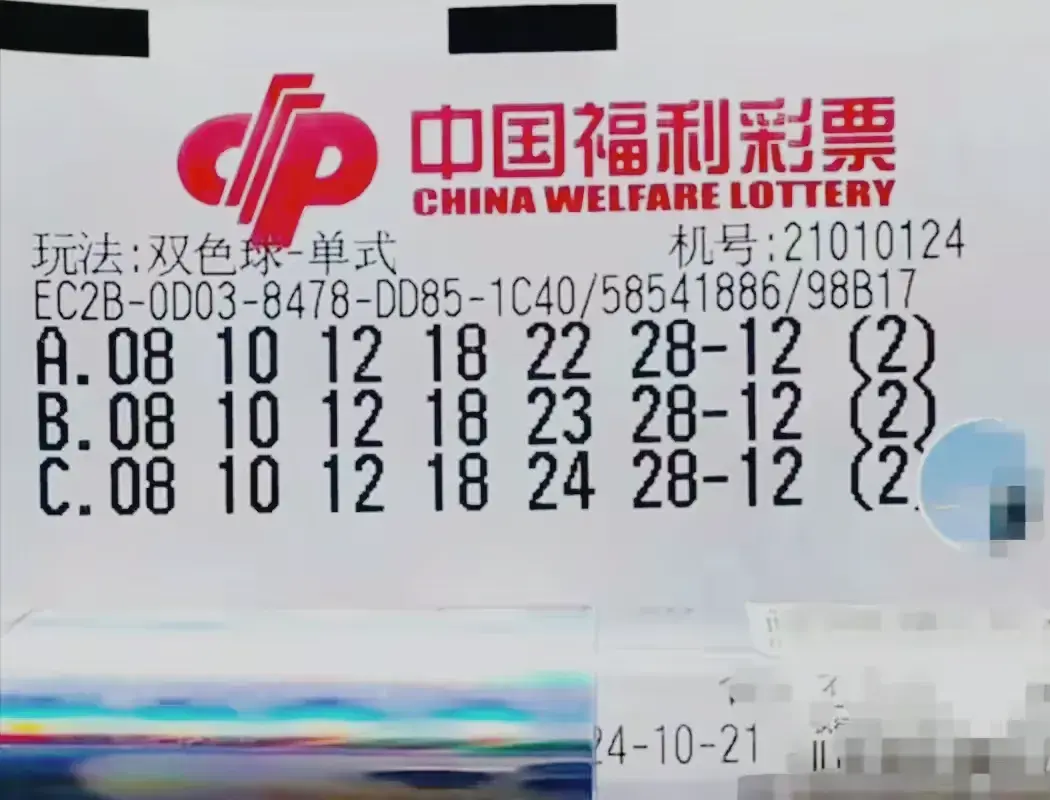 中国福利彩票
CHINA WELFARE LOTTERY
玩法:双色球-单式 机号:21010124
EC2B-0D03-8478-DD85-1C40/58541886/98B17
A.08 10 12 18 22 28-12 (2)
B.08 10 12 18 23 28-12 (2)
C.08 10 12 18 24 28-12 (2
24-10-21